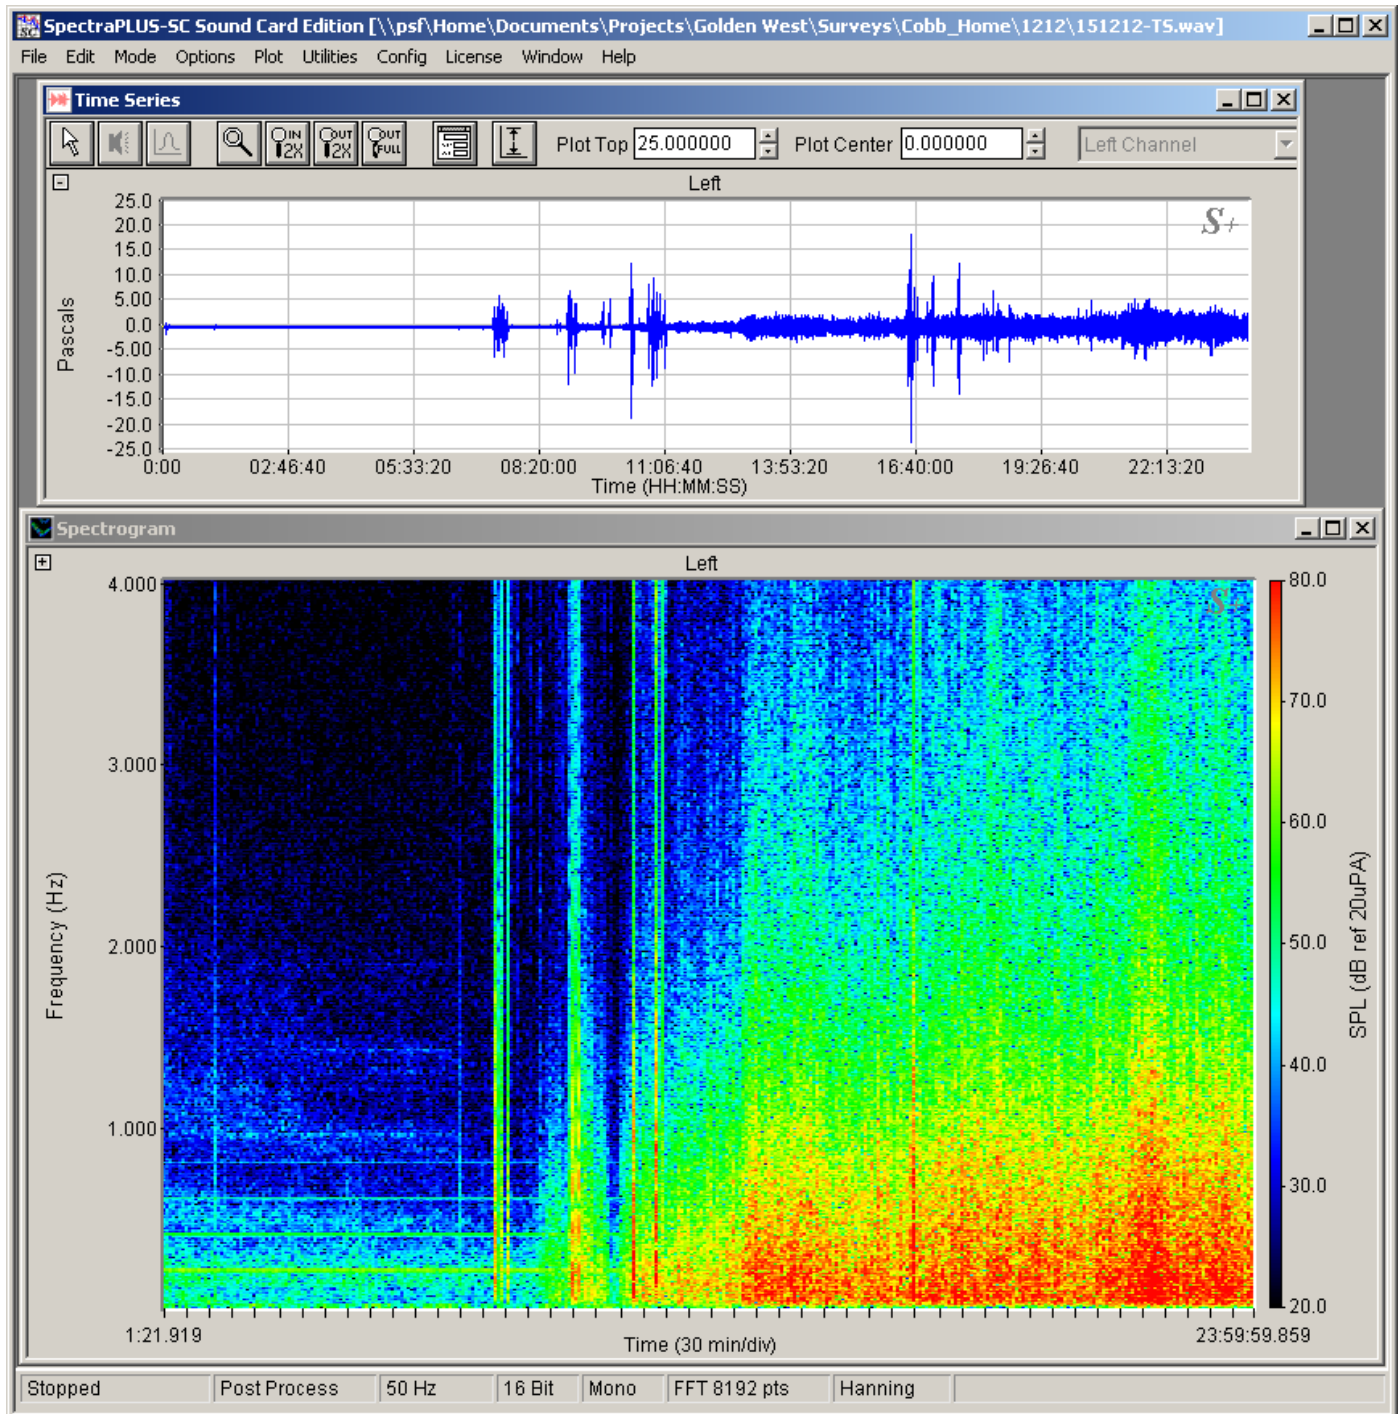 SpectraPLUS-SC Sound Card Edition [\\psf\Home\Documents\Projects\Golden West\Surveys\Cobb_Home\1212\151212-TS.wav]
File Edit Mode Options Plot Utilities Config License Window Help
Time Series
IN 2X OUT 2X OUT FULL Plot Top 25.000000 Plot Center 0.000000 Left Channel
Left
S+
25.0
20.0
15.0
10.0
5.00
0.0
-5.00
-10.0
-15.0
-20.0
-25.0
Pascals
0:00 02:46:40 05:33:20 08:20:00 11:06:40 13:53:20 16:40:00 19:26:40 22:13:20
Time (HH:MM:SS)
Spectrogram
Left
S+
4.000
3.000
2.000
1.000
Frequency (Hz)
80.0
70.0
60.0
50.0
40.0
30.0
20.0
SPL (dB ref 20uPA)
1:21.919 23:59:59.859
Time (30 min/div)
Stopped Post Process 50 Hz 16 Bit Mono FFT 8192 pts Hanning